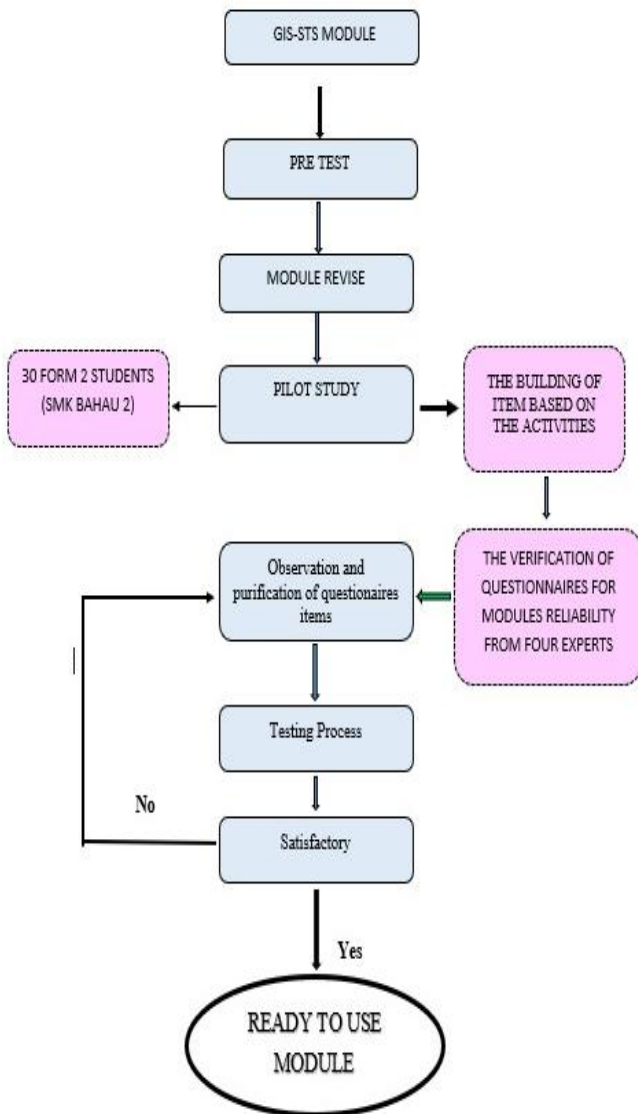 GIS-STS MODULE
PRE TEST
MODULE REVISE
30 FORM 2 STUDENTS
(SMK BAHAU 2)
PILOT STUDY
THE BUILDING OF
ITEM BASED ON
THE ACTIVITIES
Observation and
purification of questionaires
items
THE VERIFICATION OF
QUESTIONNAIRES FOR
MODULES RELIABILITY
FROM FOUR EXPERTS
Testing Process
No
Satisfactory
Yes
READY TO USE
MODULE